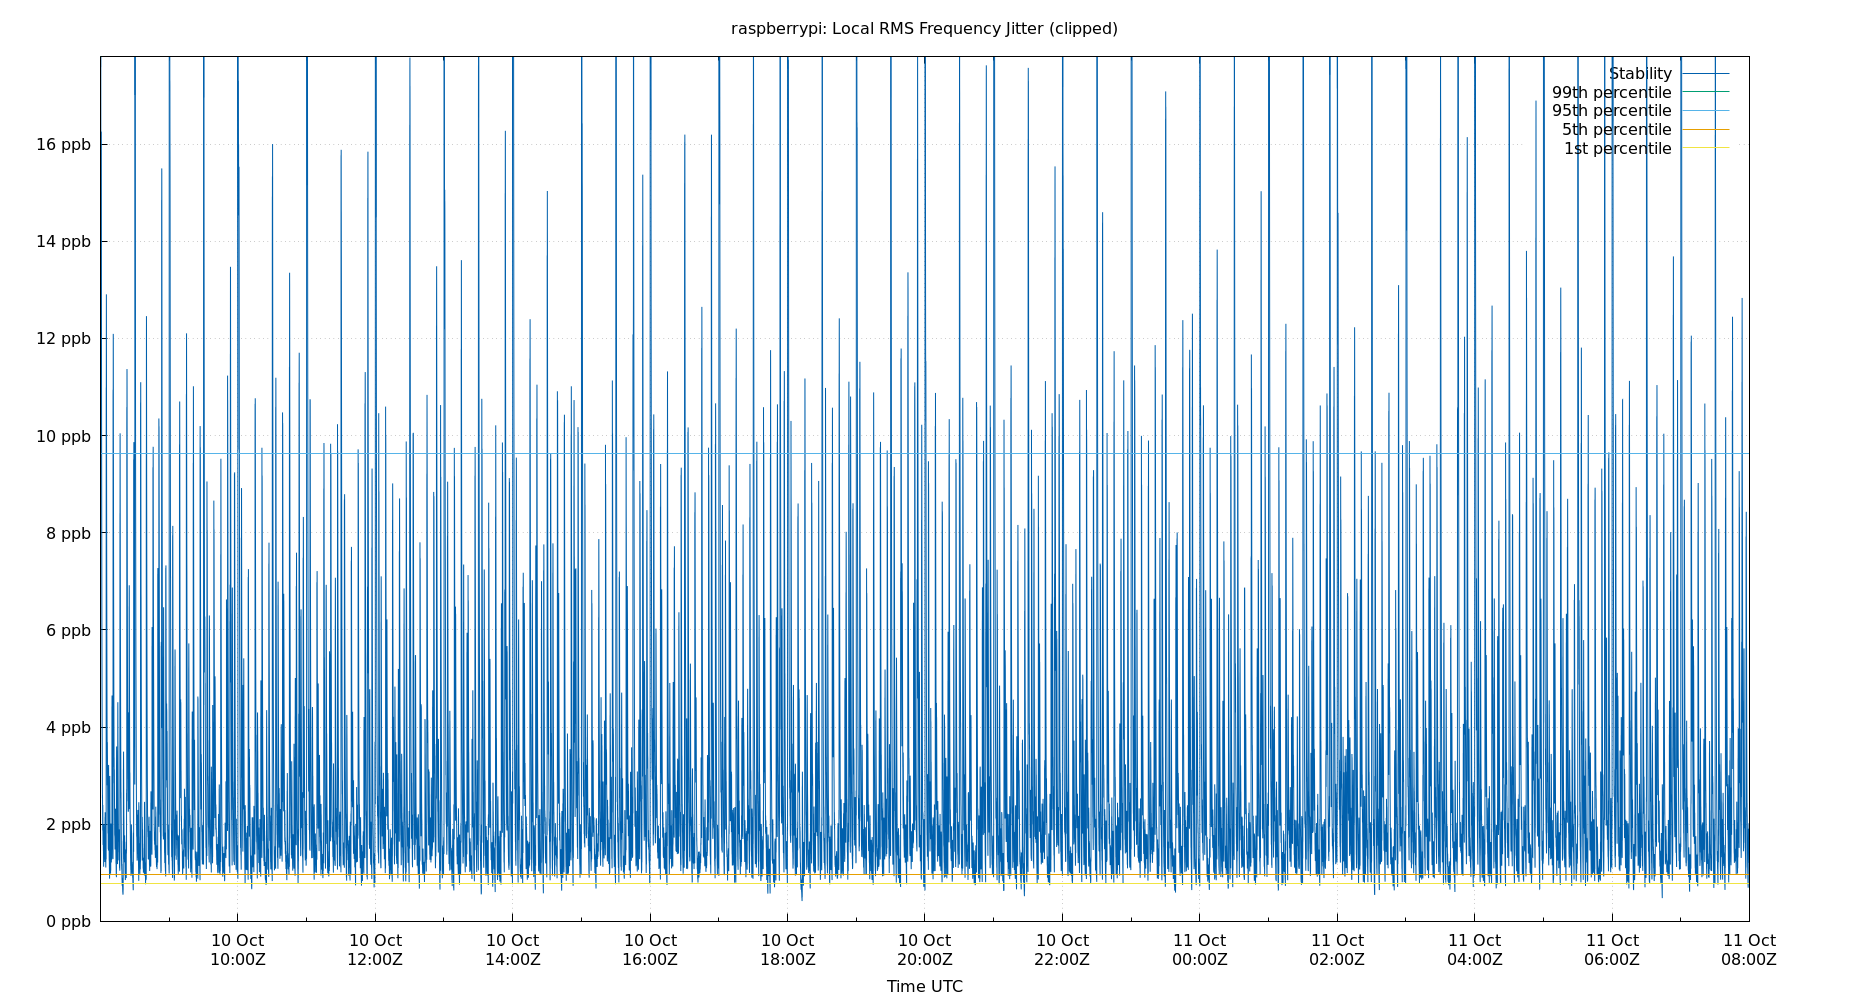 raspberrypi: Local RMS Frequency Jitter (clipped)
Stability
99th percentile
95th percentile
5th percentile
1st percentile
16 ppb
14 ppb
12 ppb
10 ppb
8 ppb
6 ppb
4 ppb
2 ppb
0 ppb
10 Oct 10 Oct 10 Oct 10 Oct 10 Oct 10 Oct 10 Oct 11 Oct 11 Oct 11 Oct 11 Oct 11 Oct
10:00Z 12:00Z 14:00Z 16:00Z 18:00Z 20:00Z 22:00Z 00:00Z 02:00Z 04:00Z 06:00Z 08:00Z
Time UTC